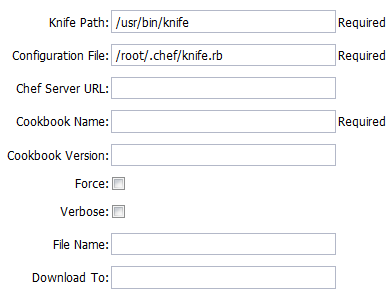 Knife Path: /usr/bin/knife Required
Configuration File: /root/.chef/knife.rb Required
Chef Server URL:
Cookbook Name: Required
Cookbook Version:
Force:
Verbose:
File Name:
Download To: